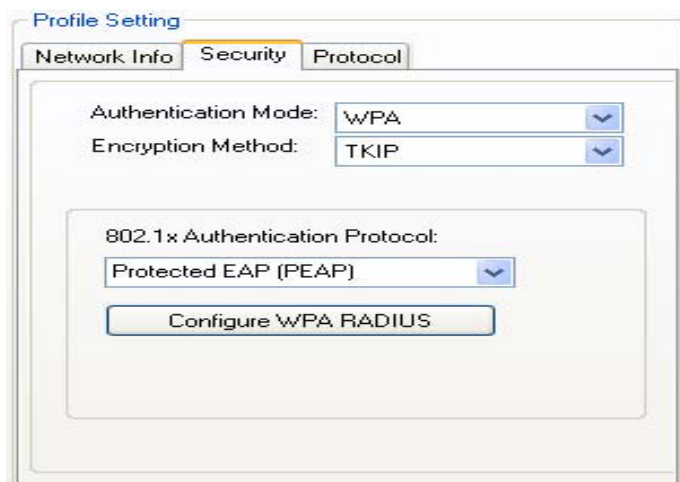 Profile Setting
Network Info Security Protocol
Authentication Mode: WPA
Encryption Method: TKIP
802.1x Authentication Protocol:
Protected EAP (PEAP)
Configure WPA RADIUS